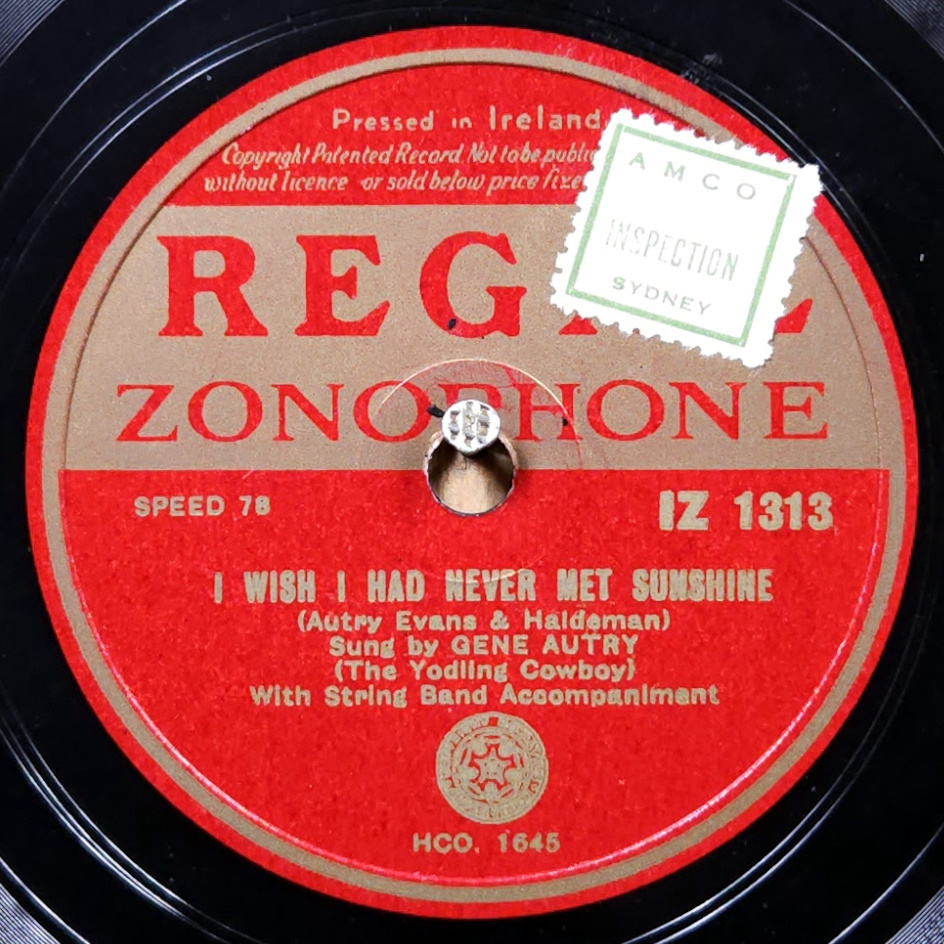 Pressed in Ireland.
Copyright Patented Record. Not to be
without licence or sold below price
AMCO
INSPECTION
SYDNEY
REG
ZONOPHONE
SPEED 78
IZ 1313
I WISH I HAD NEVER MET SUNSHINE
(Autry Evans & Haldeman)
Sung by GENE AUTRY
(The Yodling Cowboy)
With String Band Accompaniment
HCO. 1645